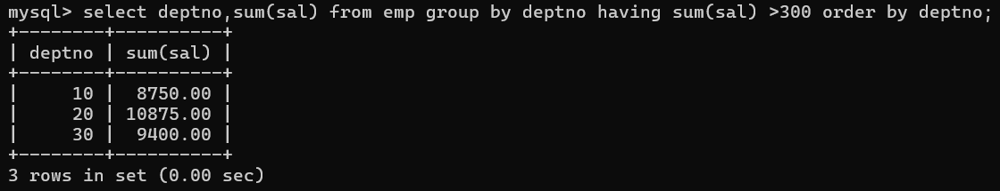 mysql> select deptno,sum(sal) from emp group by deptno having sum(sal) >300 order by deptno;
+--------+----------+
| deptno | sum(sal) |
+--------+----------+
|     10 |  8750.00 |
|     20 | 10875.00 |
|     30 |  9400.00 |
+--------+----------+
3 rows in set (0.00 sec)